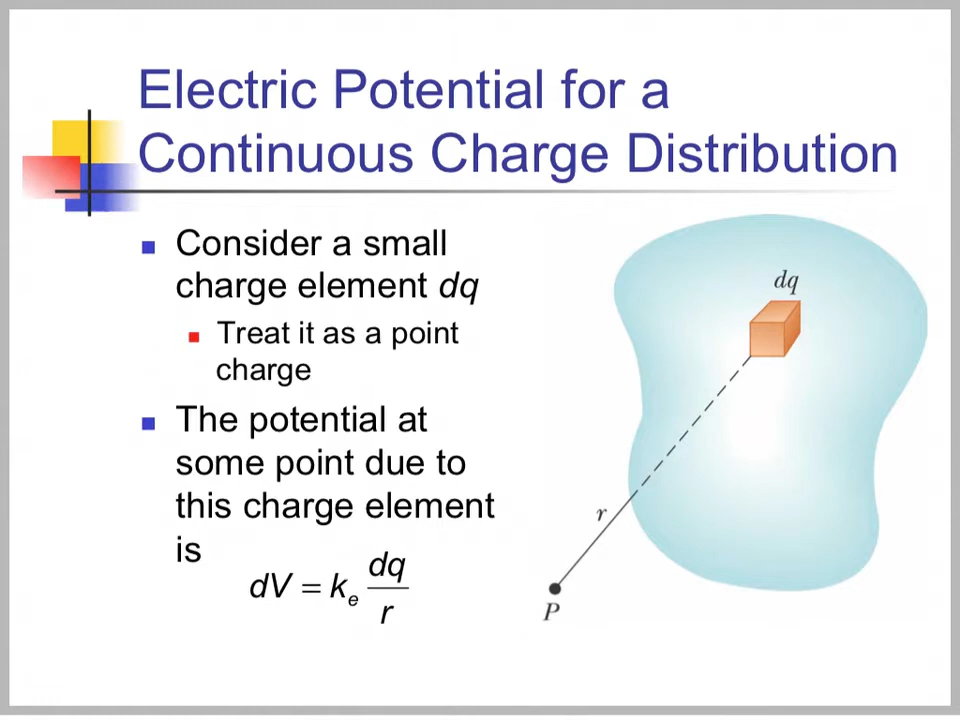 Electric Potential for a
Continuous Charge Distribution
Consider a small
charge element dq
Treat it as a point
charge
The potential at
some point due to
this charge element
is
dV = kₑ dq/r
dq
r
P